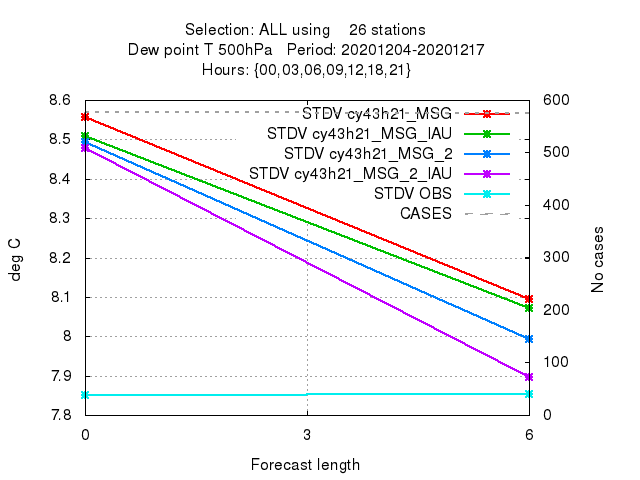 Selection: ALL using    26 stations
Dew point T 500hPa   Period: 20201204-20201217
Hours: {00,03,06,09,12,18,21}
STDV cy43h21_MSG
STDV cy43h21_MSG_IAU
STDV cy43h21_MSG_2
STDV cy43h21_MSG_2_IAU
STDV OBS
CASES
deg C
8.6
8.5
8.4
8.3
8.2
8.1
8
7.9
7.8
600
500
400
300
200
100
0
No cases
0 3 6
Forecast length